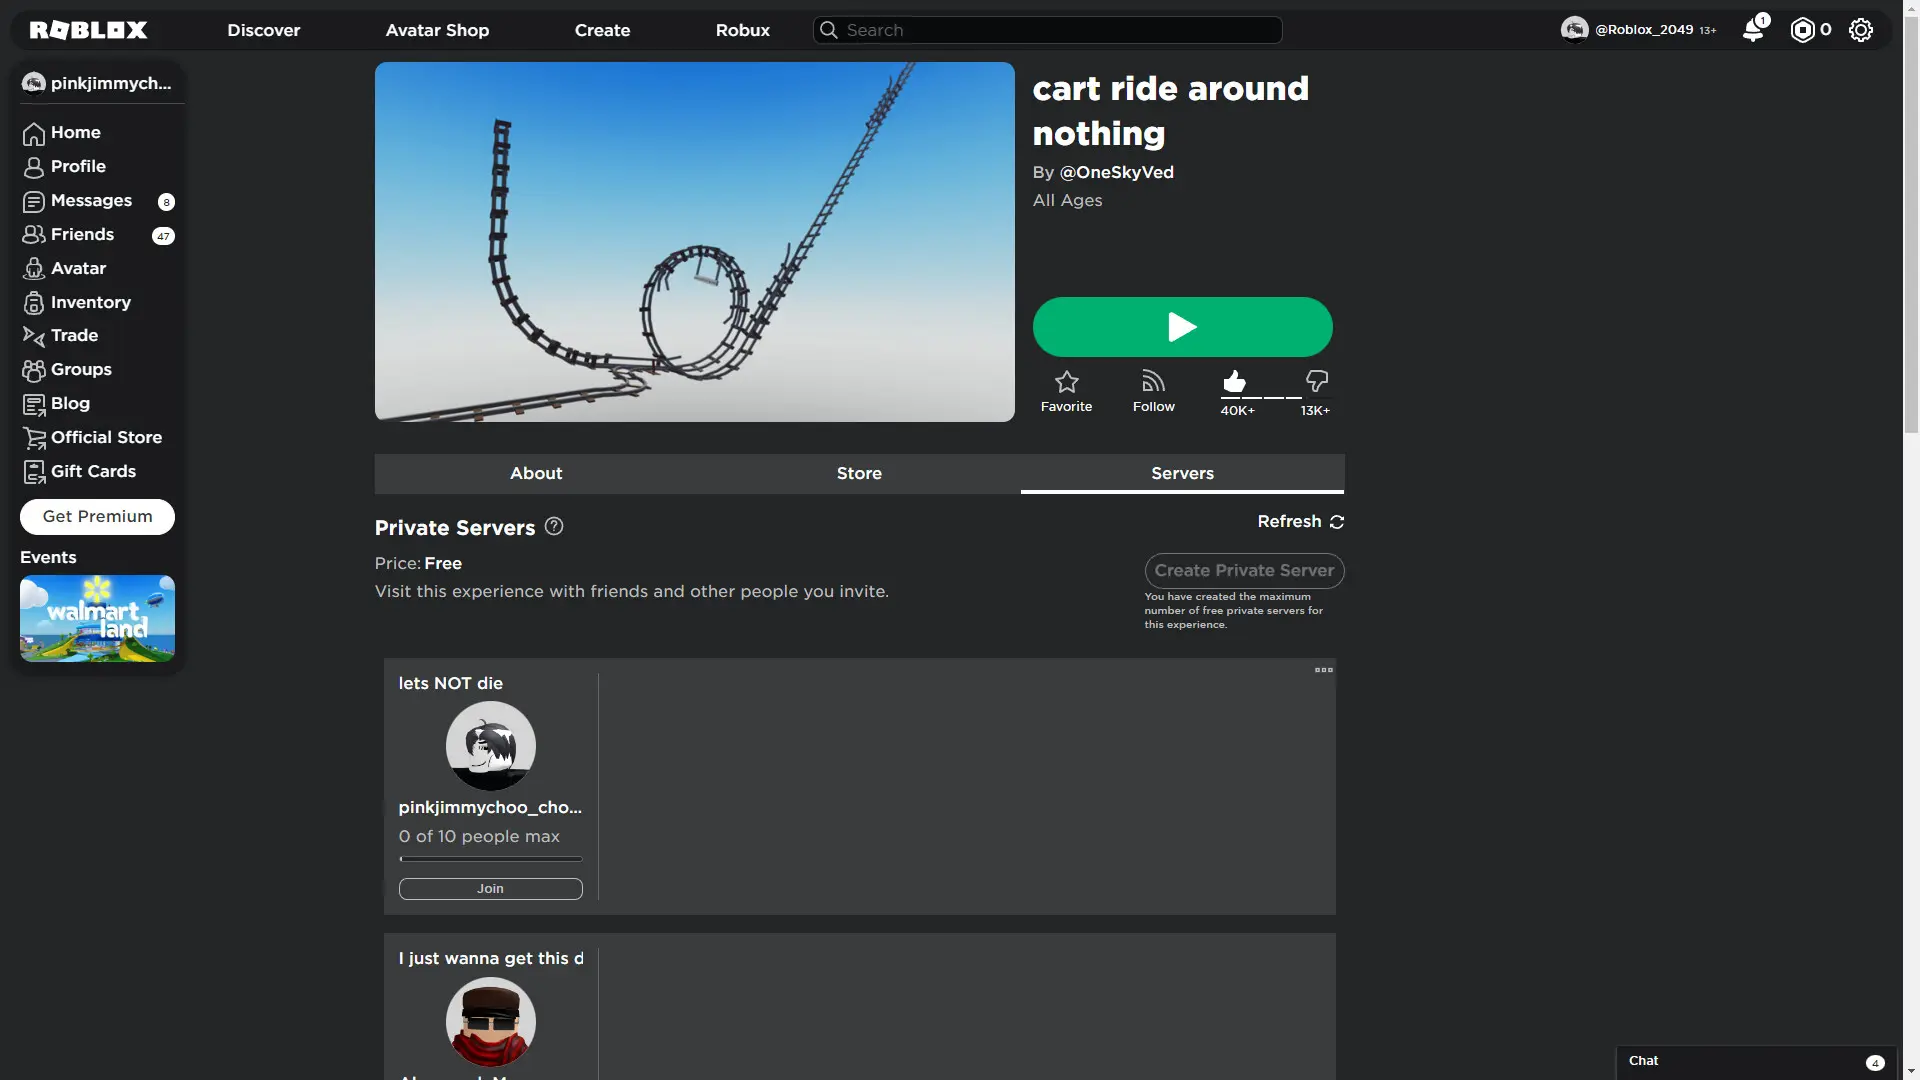 ROBLOX
Discover
Avatar Shop
Create
Robux
Search
@Roblox_2049 13+
1
0
pinkjimmych...
Home
Profile
Messages 8
Friends 47
Avatar
Inventory
Trade
Groups
Blog
Official Store
Gift Cards
Get Premium
Events
walmart
land
cart ride around
nothing
By @OneSkyVed
All Ages
Favorite
Follow
40K+
13K+
About
Store
Servers
Private Servers
Refresh
Price: Free
Visit this experience with friends and other people you invite.
Create Private Server
You have created the maximum
number of free private servers for
this experience.
lets NOT die
pinkjimmychoo_cho...
0 of 10 people max
Join
I just wanna get this d
Chat 4